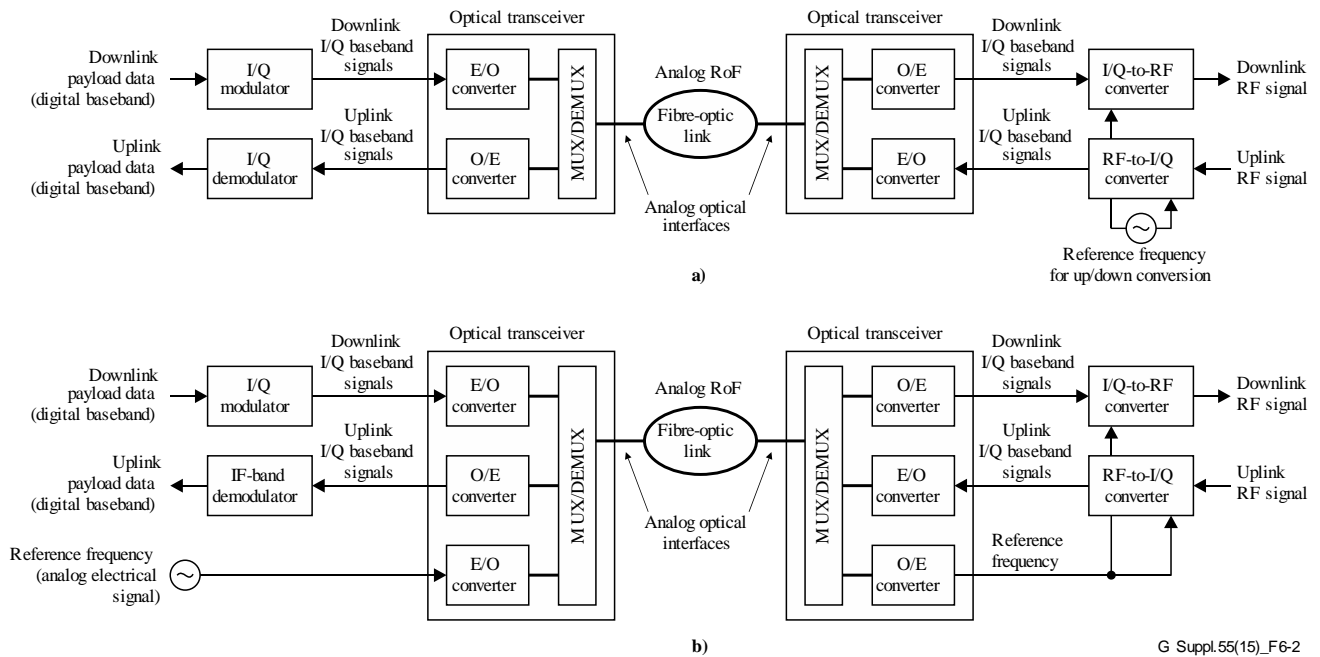 Optical transceiver
Optical transceiver
Downlink
payload data
(digital baseband)
I/Q
modulator
Downlink
I/Q baseband
signals
E/O
converter
MUX/DEMUX
Analog RoF
Fibre-optic
link
MUX/DEMUX
O/E
converter
Downlink
I/Q baseband
signals
I/Q-to-RF
converter
Downlink
RF signal
Uplink
payload data
(digital baseband)
I/Q
demodulator
Uplink
I/Q baseband
signals
O/E
converter
Analog optical
interfaces
E/O
converter
Uplink
I/Q baseband
signals
RF-to-I/Q
converter
Uplink
RF signal
Reference frequency
for up/down conversion
a)
Optical transceiver
Optical transceiver
Downlink
payload data
(digital baseband)
I/Q
modulator
Downlink
I/Q baseband
signals
E/O
converter
MUX/DEMUX
Analog RoF
Fibre-optic
link
MUX/DEMUX
O/E
converter
Downlink
I/Q baseband
signals
I/Q-to-RF
converter
Downlink
RF signal
Uplink
payload data
(digital baseband)
IF-band
demodulator
Uplink
I/Q baseband
signals
O/E
converter
Analog optical
interfaces
E/O
converter
Uplink
I/Q baseband
signals
RF-to-I/Q
converter
Uplink
RF signal
Reference frequency
(analog electrical
signal)
E/O
converter
O/E
converter
Reference
frequency
b)
G Suppl.55(15)_F6-2